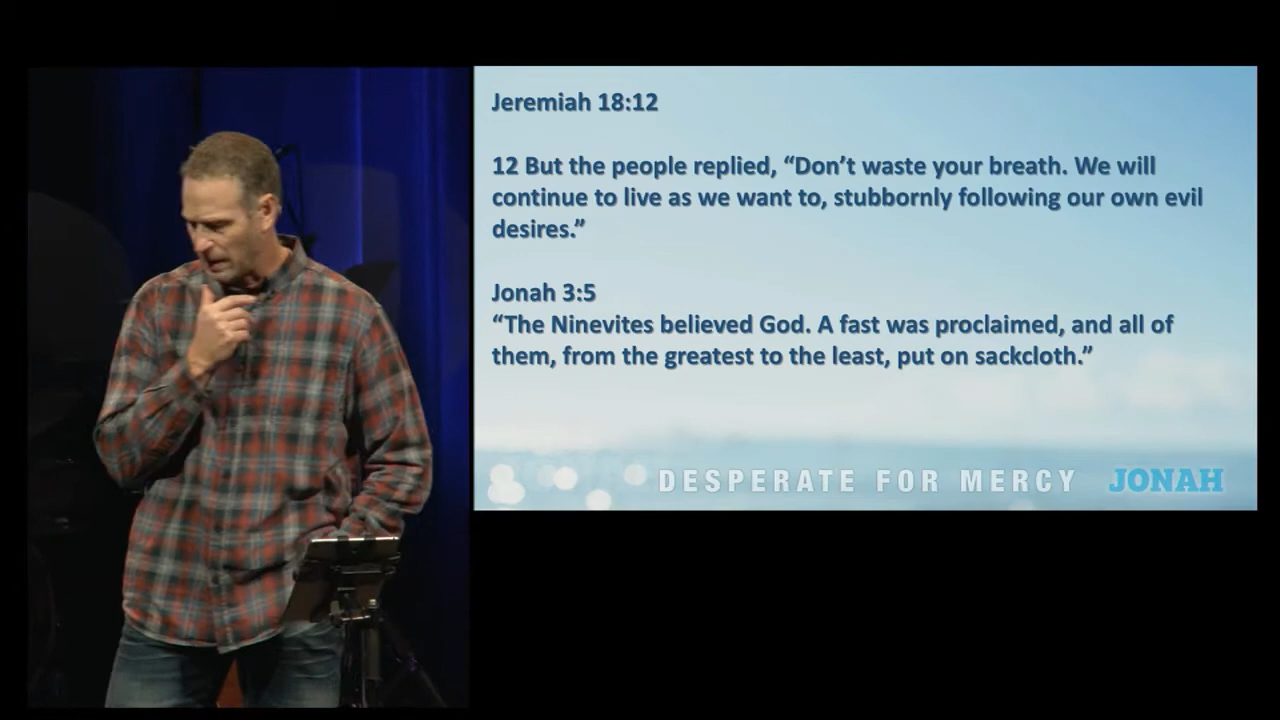 Jeremiah 18:12
12 But the people replied, “Don’t waste your breath. We will
continue to live as we want to, stubbornly following our own evil
desires.”
Jonah 3:5
“The Ninevites believed God. A fast was proclaimed, and all of
them, from the greatest to the least, put on sackcloth.”
DESPERATE FOR MERCY JONAH